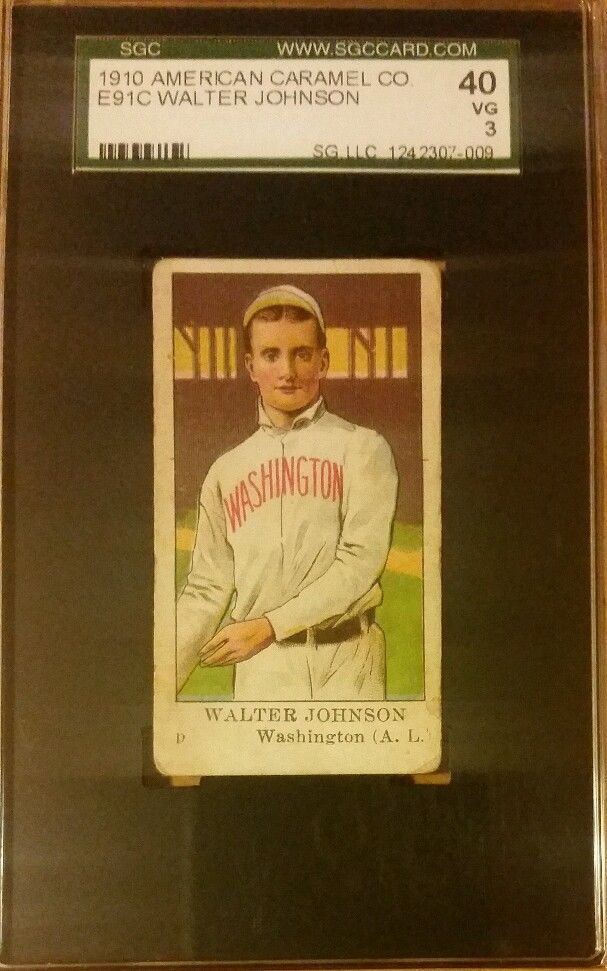 SGC WWW.SGCCARD.COM
1910 AMERICAN CARAMEL CO. 40
E91C WALTER JOHNSON VG
3
SG LLC 1242307-009
WASHINGTON
WALTER JOHNSON
D Washington (A. L.)